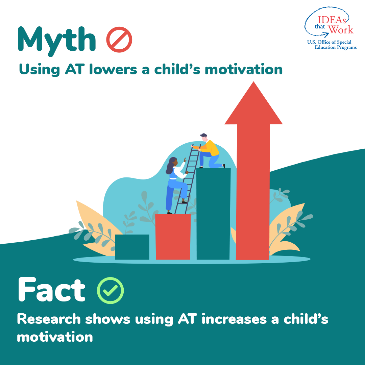 Myth
IDEAs
that Work
U.S. Office of Special
Education Programs
Using AT lowers a child's motivation
Fact
Research shows using AT increases a child's
motivation